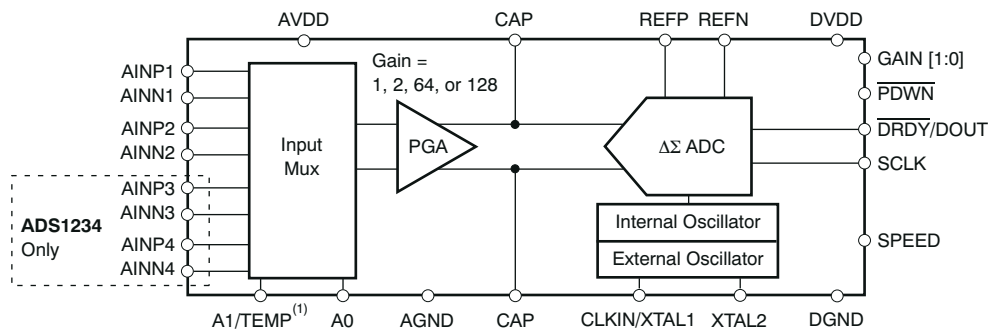 AVDD
CAP
REFP
REFN
DVDD
Gain =
1, 2, 64, or 128
GAIN [1:0]
AINP1
AINN1
AINP2
AINN2
AINP3
AINN3
AINP4
AINN4
ADS1234
Only
Input
Mux
PGA
ΔΣ ADC
PDWN
DRDY/DOUT
SCLK
SPEED
Internal Oscillator
External Oscillator
A1/TEMP(1)
A0
AGND
CAP
CLKIN/XTAL1
XTAL2
DGND